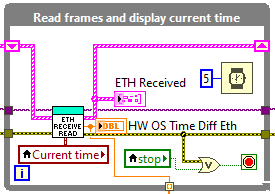 Read frames and display current time
ETH Received
5
ETH
RECEIVE
READ
DBL
HW OS Time Diff Eth
Current time
stop
V
i